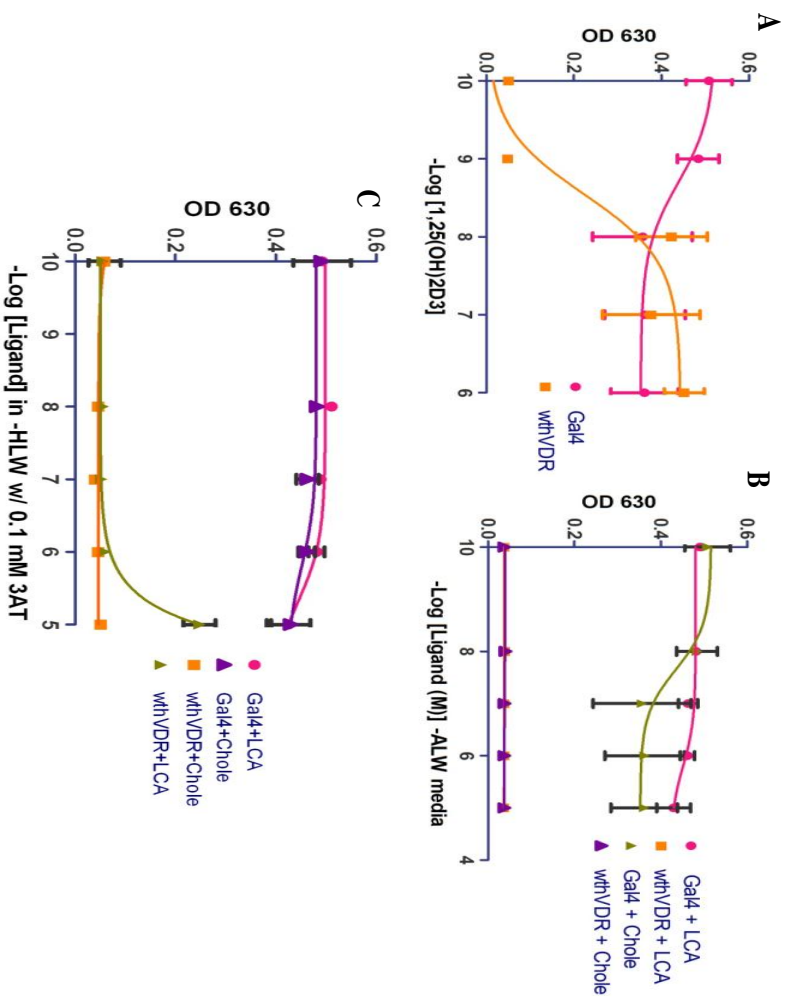 A
OD 630
0.0
0.2
0.4
0.6
10
9
8
7
6
-Log [1,25(OH)2D3]
Gal4
wthVDR
B
OD 630
0.0
0.2
0.4
0.6
10
8
6
4
-Log [Ligand (M)] -ALW media
Gal4 + LCA
wthVDR + LCA
Gal4 + Chole
wthVDR + Chole
C
OD 630
0.0
0.2
0.4
0.6
10
9
8
7
6
5
-Log [Ligand] in -HLW w/ 0.1 mM 3AT
Gal4+LCA
Gal4+Chole
wthVDR+Chole
wthVDR+LCA